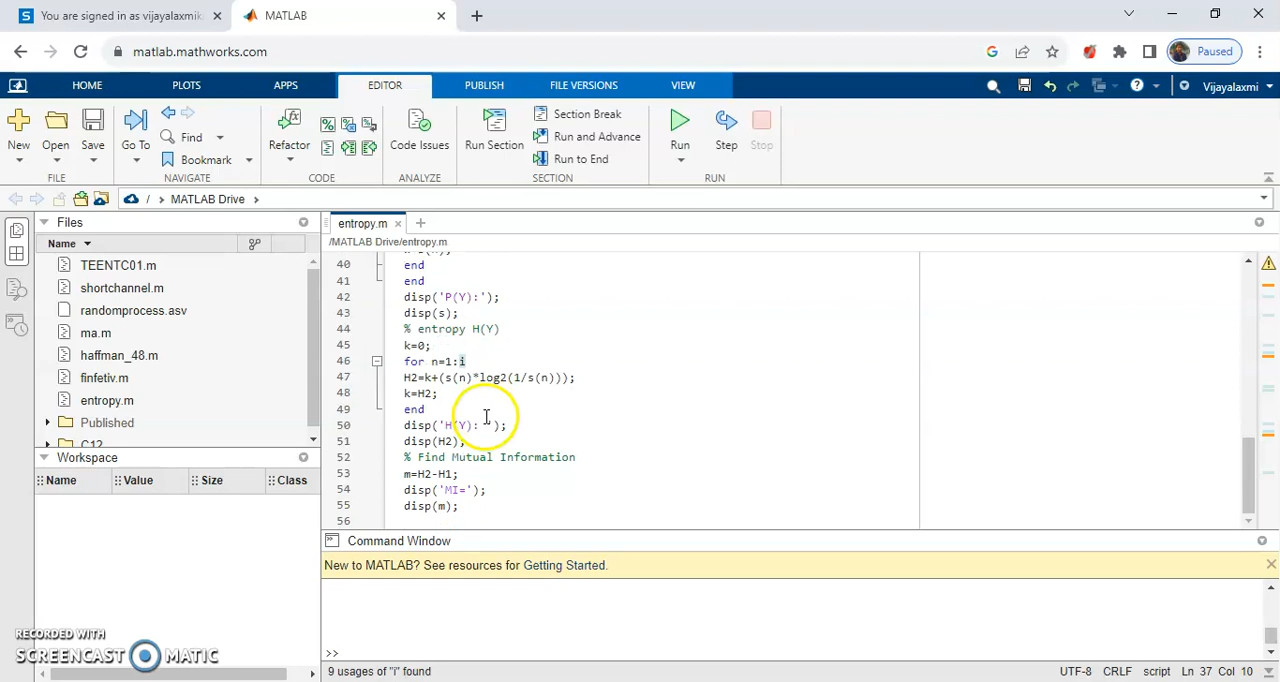 You are signed in as vijayalaxmik
MATLAB
matlab.mathworks.com
Paused
HOME
PLOTS
APPS
EDITOR
PUBLISH
FILE VERSIONS
VIEW
Vijayalaxmi
New
Open
Save
Go To
Find
Bookmark
Refactor
Code Issues
Run Section
Section Break
Run and Advance
Run to End
Run
Step
Stop
FILE
NAVIGATE
CODE
ANALYZE
SECTION
RUN
/ MATLAB Drive
Files
Name
TEENTC01.m
shortchannel.m
randomprocess.asv
ma.m
haffman_48.m
finfetiv.m
entropy.m
Published
C12
Workspace
Name Value Size Class
entropy.m
/MATLAB Drive/entropy.m
40 end
41 end
42 disp('P(Y):');
43 disp(s);
44 % entropy H(Y)
45 k=0;
46 for n=1:i
47 H2=k+(s(n)*log2(1/s(n)));
48 k=H2;
49 end
50 disp('H(Y): ');
51 disp(H2);
52 % Find Mutual Information
53 m=H2-H1;
54 disp('MI=');
55 disp(m);
56
Command Window
New to MATLAB? See resources for Getting Started.
>>
9 usages of "i" found
UTF-8 CRLF script Ln 37 Col 10
RECORDED WITH
SCREENCAST MATIC